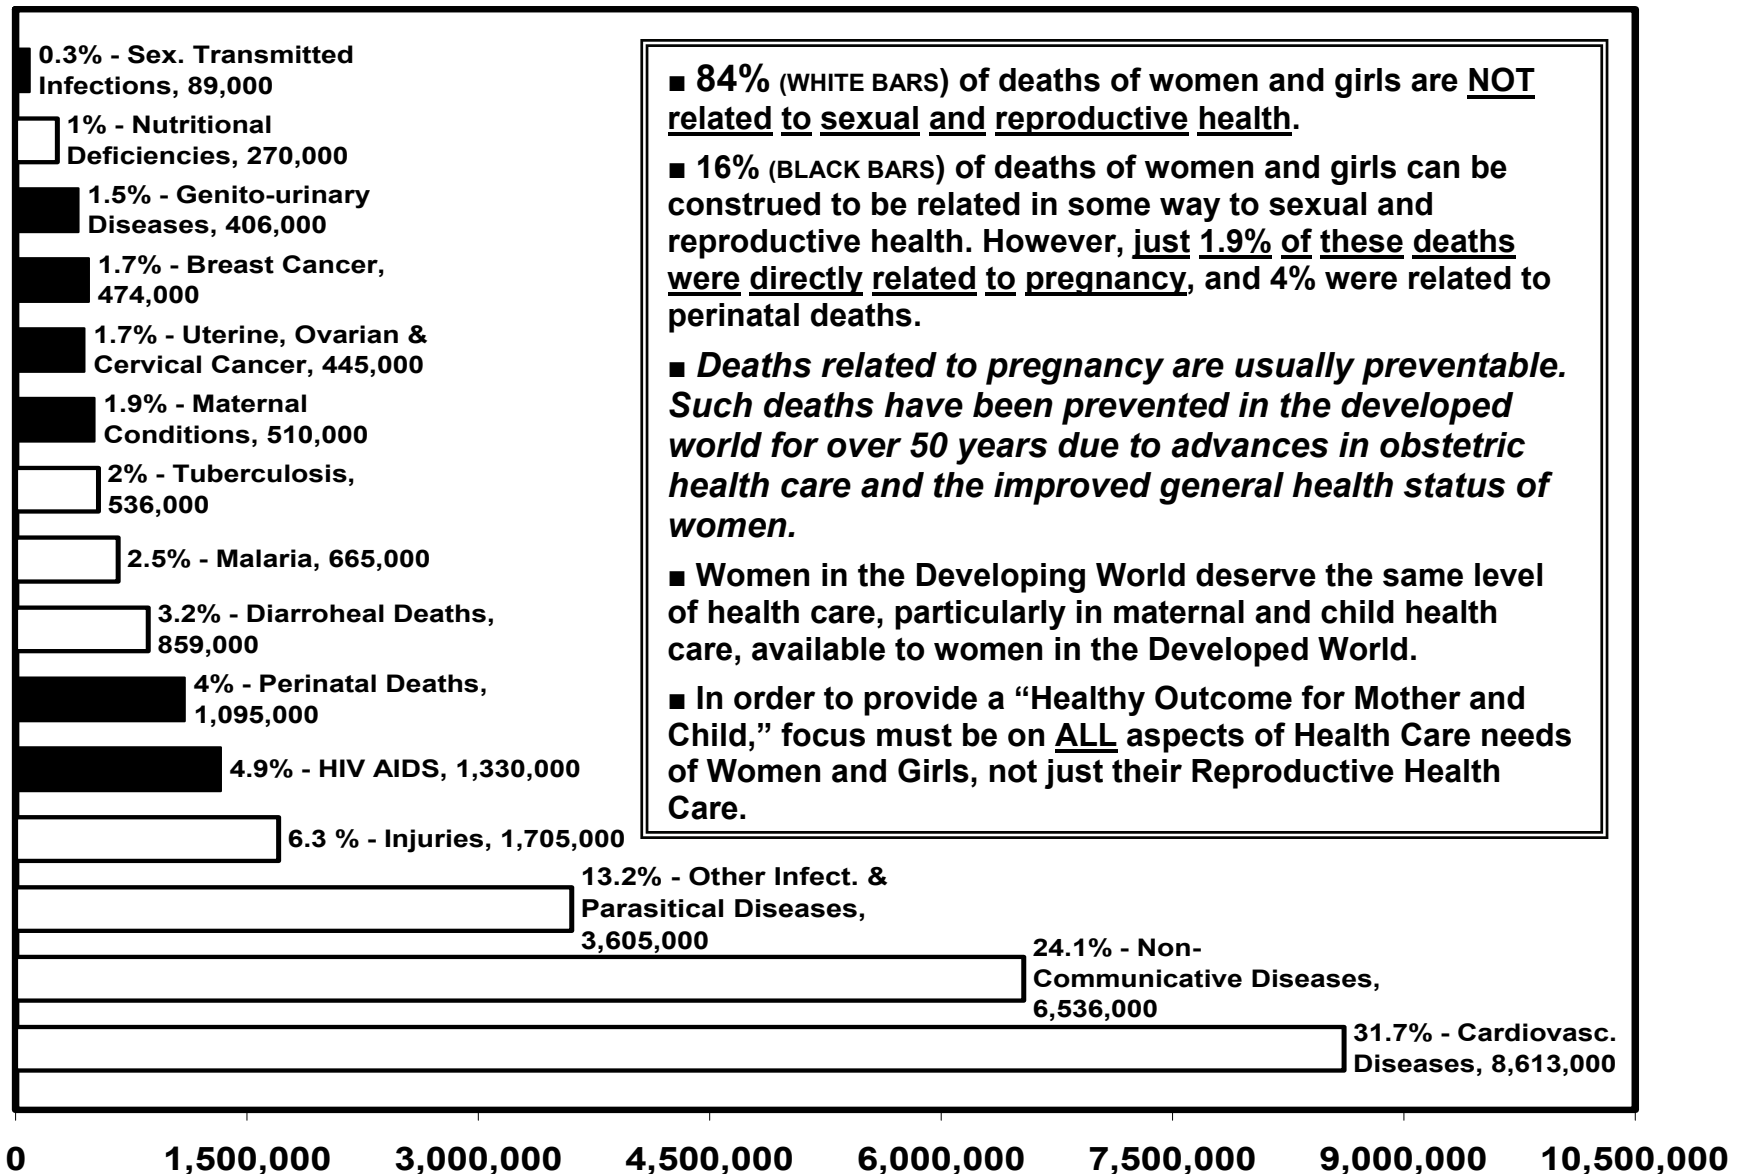 0.3% - Sex. Transmitted
Infections, 89,000
1% - Nutritional
Deficiencies, 270,000
1.5% - Genito-urinary
Diseases, 406,000
1.7% - Breast Cancer,
474,000
1.7% - Uterine, Ovarian &
Cervical Cancer, 445,000
1.9% - Maternal
Conditions, 510,000
2% - Tuberculosis,
536,000
2.5% - Malaria, 665,000
3.2% - Diarroheal Deaths,
859,000
4% - Perinatal Deaths,
1,095,000
4.9% - HIV AIDS, 1,330,000
6.3 % - Injuries, 1,705,000
13.2% - Other Infect. &
Parasitical Diseases,
3,605,000
24.1% - Non-
Communicative Diseases,
6,536,000
31.7% - Cardiovasc.
Diseases, 8,613,000
■ 84% (WHITE BARS) of deaths of women and girls are NOT
related to sexual and reproductive health.
■ 16% (BLACK BARS) of deaths of women and girls can be
construed to be related in some way to sexual and
reproductive health. However, just 1.9% of these deaths
were directly related to pregnancy, and 4% were related to
perinatal deaths.
■ Deaths related to pregnancy are usually preventable.
Such deaths have been prevented in the developed
world for over 50 years due to advances in obstetric
health care and the improved general health status of
women.
■ Women in the Developing World deserve the same level
of health care, particularly in maternal and child health
care, available to women in the Developed World.
■ In order to provide a “Healthy Outcome for Mother and
Child,” focus must be on ALL aspects of Health Care needs
of Women and Girls, not just their Reproductive Health
Care.
0 1,500,000 3,000,000 4,500,000 6,000,000 7,500,000 9,000,000 10,500,000